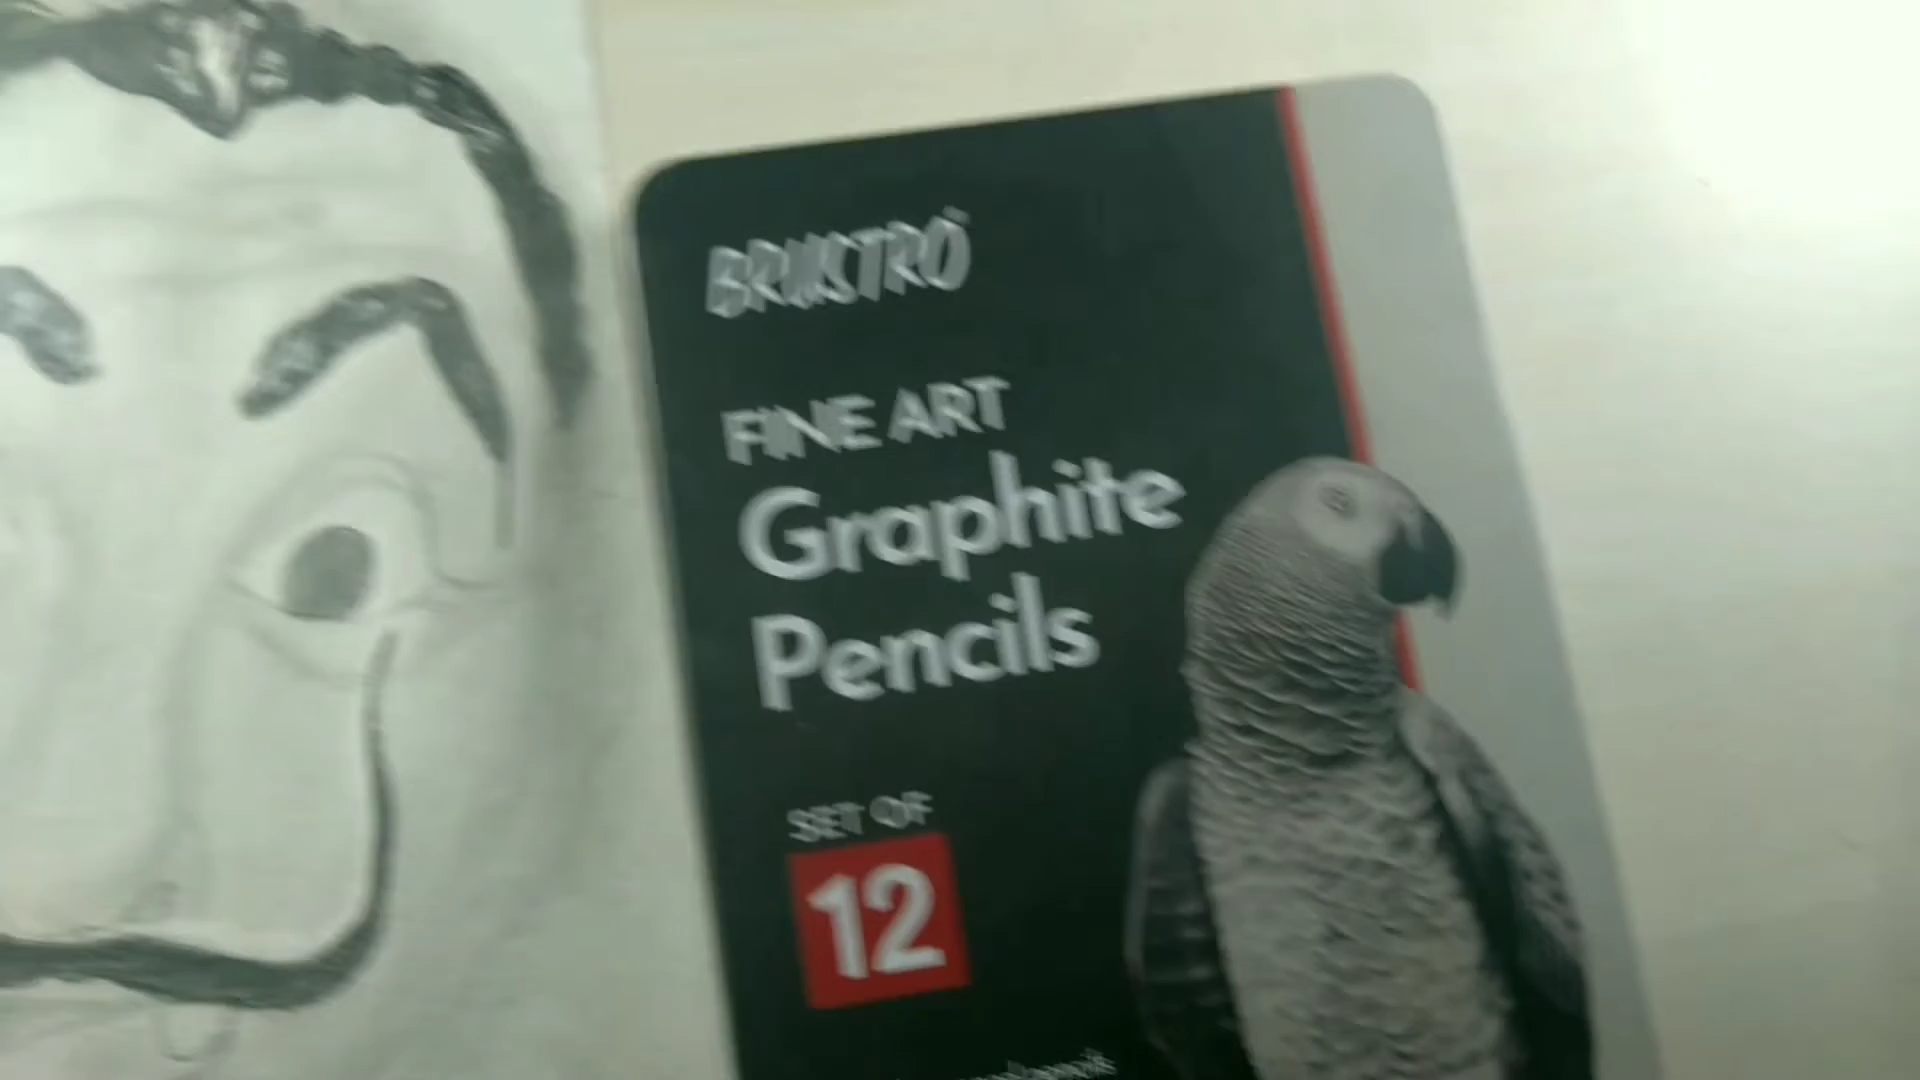 BRUSTRO
FINE ART
Graphite
Pencils
SET OF
12